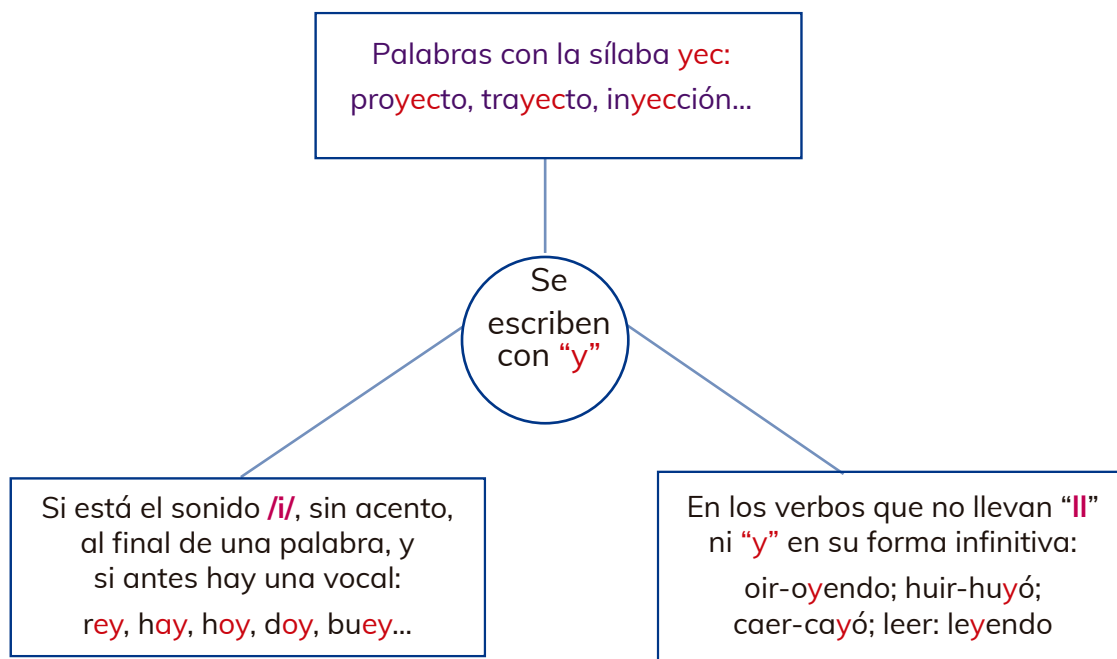 Palabras con la sílaba yec:
proyecto, trayecto, inyección...
Se
escriben
con “y”
Si está el sonido /i/, sin acento,
al final de una palabra, y
si antes hay una vocal:
rey, hay, hoy, doy, buey...
En los verbos que no llevan “ll”
ni “y” en su forma infinitiva:
oir-oyendo; huir-huyó;
caer-cayó; leer: leyendo